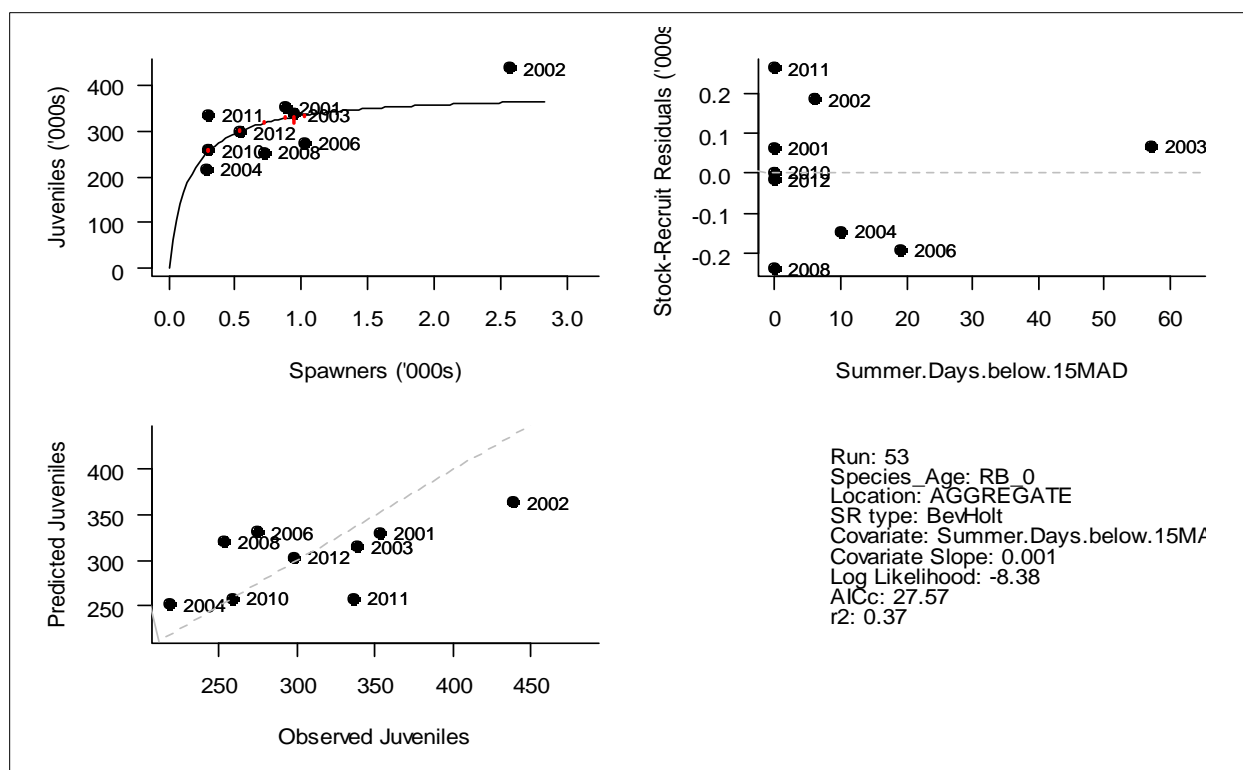 Juveniles ('000s)
400
300
200
100
0
2002
2011
2001
2003
2012
2010
2008
2006
2004
0.0 0.5 1.0 1.5 2.0 2.5 3.0
Spawners ('000s)
Stock-Recruit Residuals ('000s
0.2
0.1
0.0
-0.1
-0.2
2011
2002
2001
2003
2010
2012
2004
2006
2008
0 10 20 30 40 50 60
Summer.Days.below.15MAD
Predicted Juveniles
400
350
300
250
2002
2006
2001
2008
2003
2012
2004
2010
2011
250 300 350 400 450
Observed Juveniles
Run: 53
Species_Age: RB_0
Location: AGGREGATE
SR type: BevHolt
Covariate: Summer.Days.below.15MA
Covariate Slope: 0.001
Log Likelihood: -8.38
AICc: 27.57
r2: 0.37